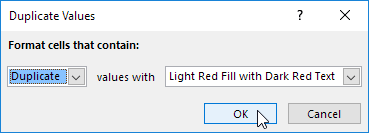 Duplicate Values
?
Format cells that contain:
Duplicate values with Light Red Fill with Dark Red Text
OK Cancel